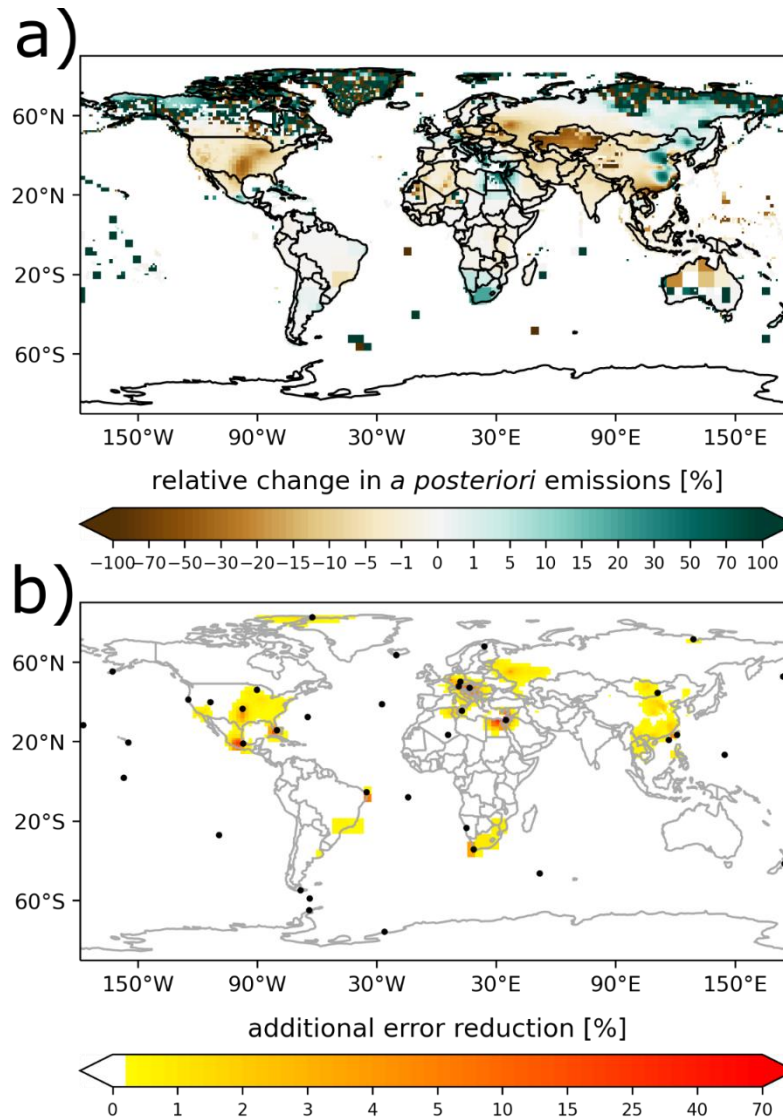 a)
60°N
20°N
20°S
60°S
150°W 90°W 30°W 30°E 90°E 150°E
relative change in a posteriori emissions [%]
−100 −70 −50 −30 −20 −15 −10 −5 −1 0 1 5 10 15 20 30 50 70 100
b)
60°N
20°N
20°S
60°S
150°W 90°W 30°W 30°E 90°E 150°E
additional error reduction [%]
0 1 2 3 4 5 10 15 25 40 70